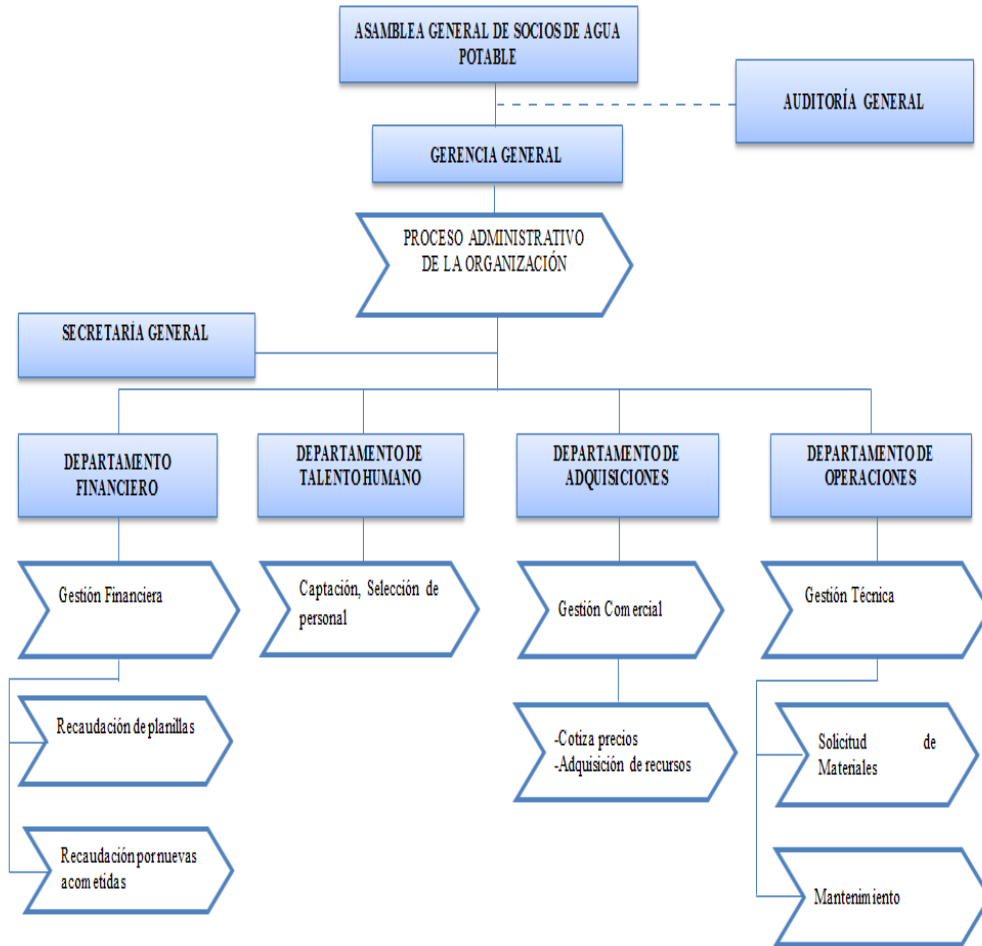 ASAMBLEA GENERAL DE SOCIOS DE AGUA
POTABLE
AUDITORÍA GENERAL
GERENCIA GENERAL
PROCESO ADMINISTRATIVO
DE LA ORGANIZACIÓN
SECRETARÍA GENERAL
DEPARTAMENTO
FINANCIERO
DEPARTAMENTO DE
TALENTO HUMANO
DEPARTAMENTO DE
ADQUISICIONES
DEPARTAMENTO DE
OPERACIONES
Gestión Financiera
Captación, Selección de
personal
Gestión Comercial
Gestión Técnica
Recaudación de planillas
-Cotiza precios
-Adquisición de recursos
Solicitud de
Materiales
Recaudación por nuevas
acometidas
Mantenimiento